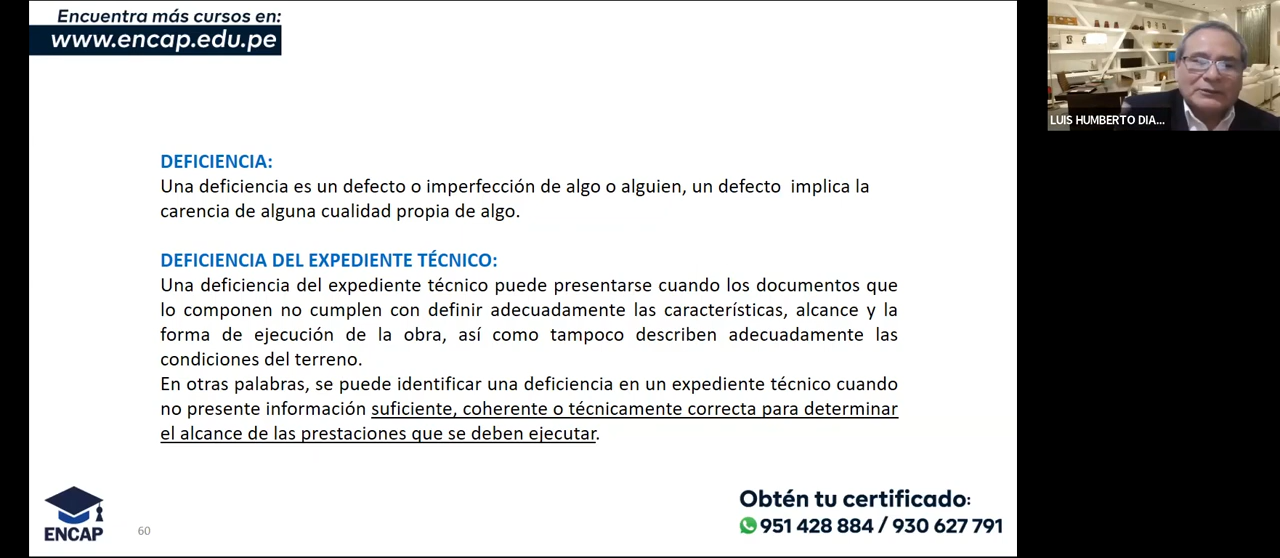 Encuentra más cursos en:
www.encap.edu.pe
LUIS HUMBERTO DIA...
DEFICIENCIA:
Una deficiencia es un defecto o imperfección de algo o alguien, un defecto implica la
carencia de alguna cualidad propia de algo.
DEFICIENCIA DEL EXPEDIENTE TÉCNICO:
Una deficiencia del expediente técnico puede presentarse cuando los documentos que
lo componen no cumplen con definir adecuadamente las características, alcance y la
forma de ejecución de la obra, así como tampoco describen adecuadamente las
condiciones del terreno.
En otras palabras, se puede identificar una deficiencia en un expediente técnico cuando
no presente información suficiente, coherente o técnicamente correcta para determinar
el alcance de las prestaciones que se deben ejecutar.
Obtén tu certificado:
951 428 884 / 930 627 791
ENCAP
60